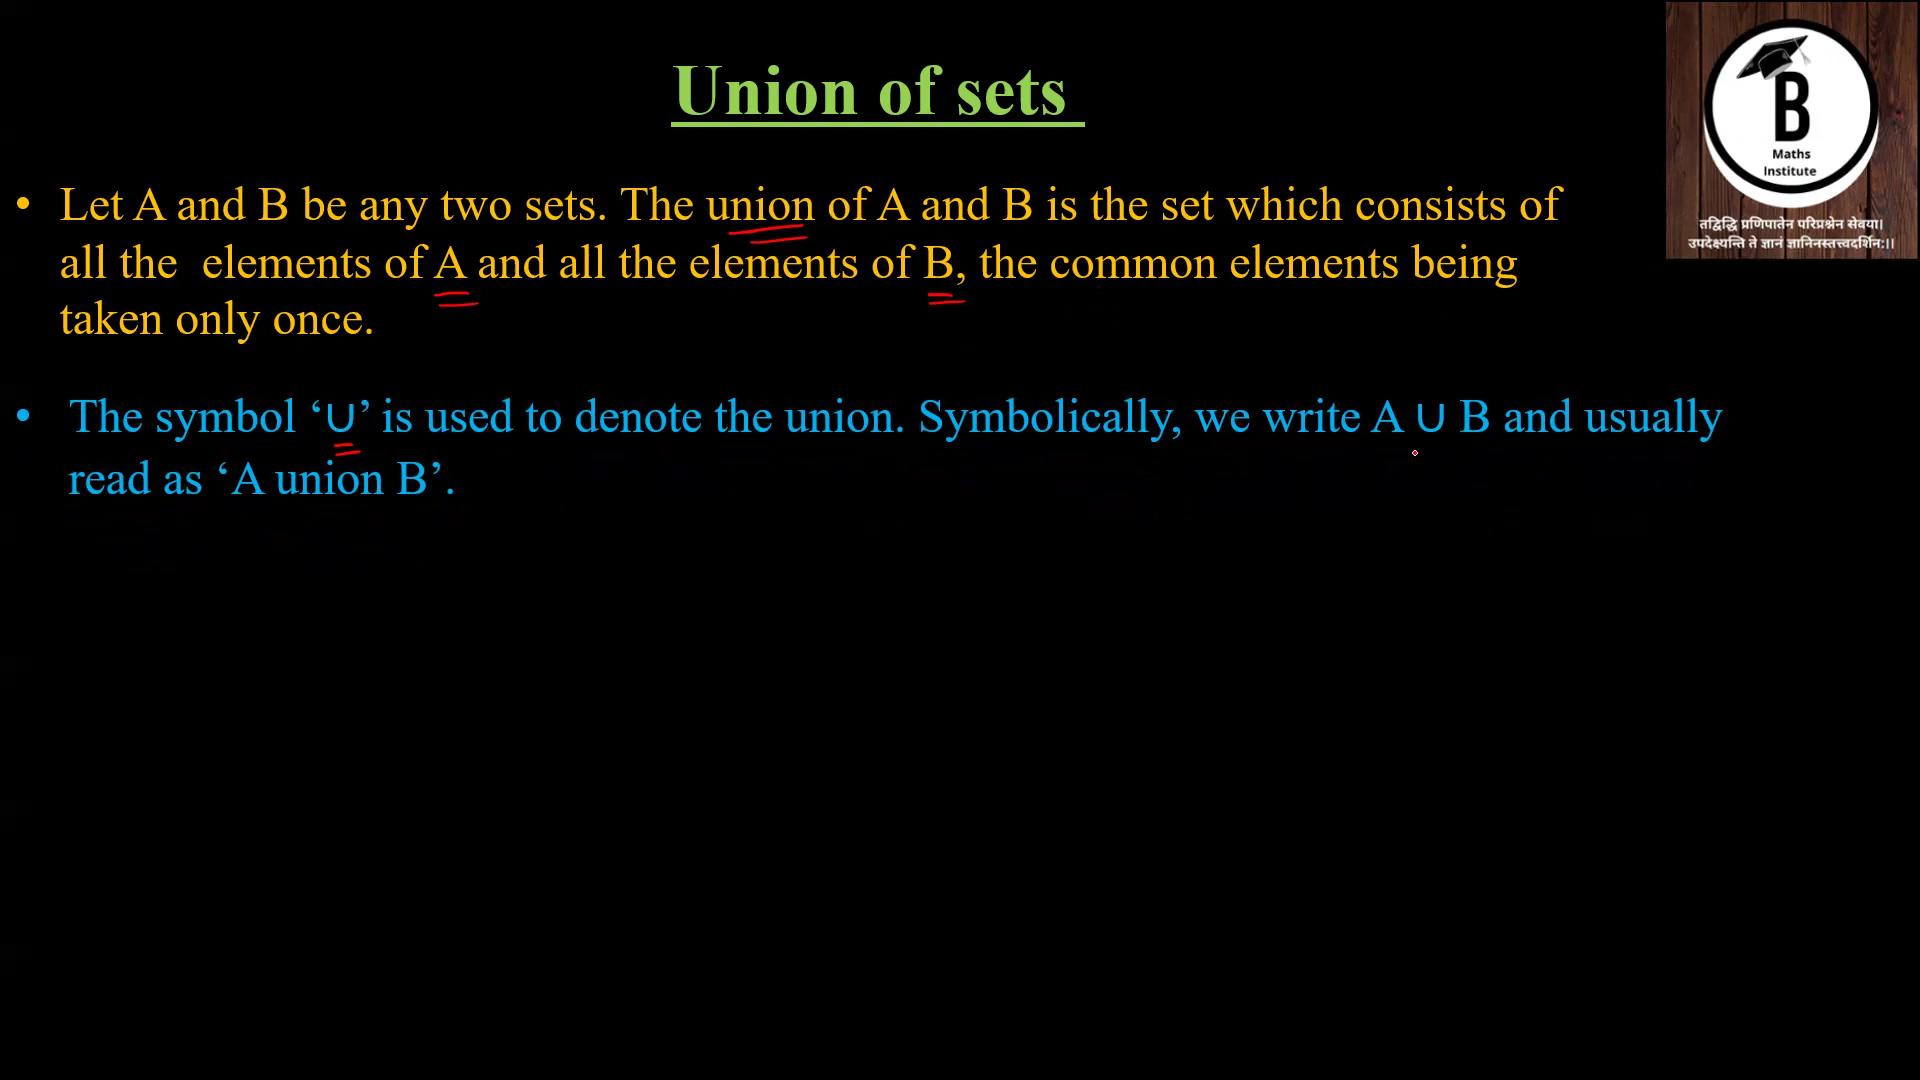 Union of sets
• Let A and B be any two sets. The union of A and B is the set which consists of
all the elements of A and all the elements of B, the common elements being
taken only once.
• The symbol ‘∪’ is used to denote the union. Symbolically, we write A ∪ B and usually
read as ‘A union B’.
B
Maths
Institute
तद्विद्धि प्रणिपातेन परिप्रश्नेन सेवया।
उपदेक्ष्यन्ति ते ज्ञानं ज्ञानिनस्तत्त्वदर्शिन:।।